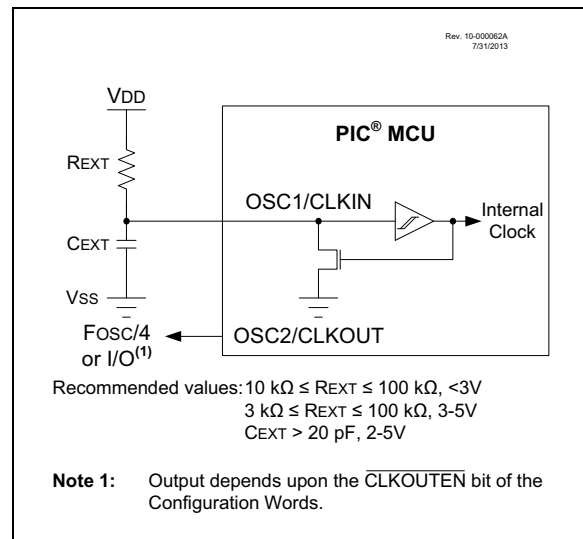 Rev. 10-000062A
7/31/2013
VDD
PIC® MCU
REXT
OSC1/CLKIN
Internal
Clock
CEXT
VSS
FOSC/4
or I/O(1)
OSC2/CLKOUT
Recommended values: 10 kΩ ≤ REXT ≤ 100 kΩ, <3V
3 kΩ ≤ REXT ≤ 100 kΩ, 3-5V
CEXT > 20 pF, 2-5V
Note 1: Output depends upon the CLKOUTEN bit of the
Configuration Words.